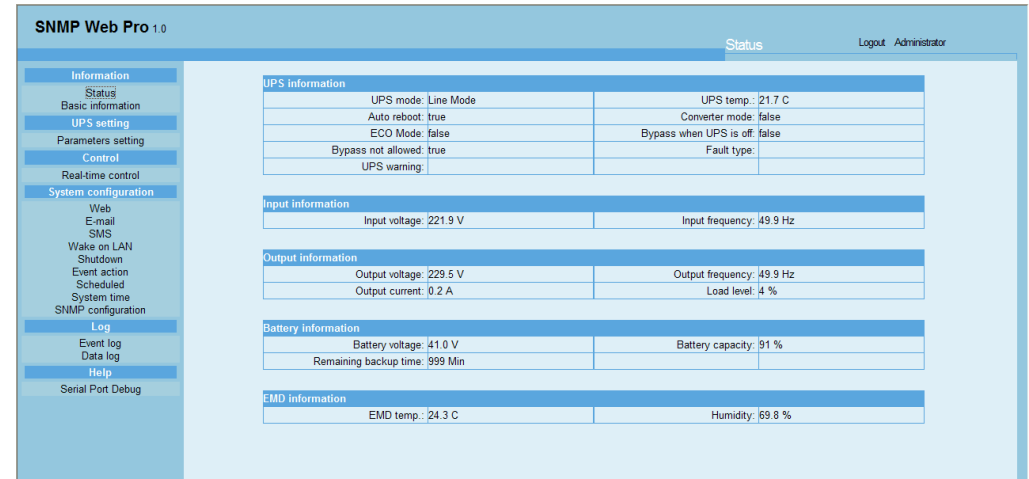 SNMP Web Pro 1.0
Status
Logout Administrator
Information
Status
Basic information
UPS setting
Parameters setting
Control
Real-time control
System configuration
Web
E-mail
SMS
Wake on LAN
Shutdown
Event action
Scheduled
System time
SNMP configuration
Log
Event log
Data log
Help
Serial Port Debug
UPS information
UPS mode: Line Mode UPS temp.: 21.7 C
Auto reboot: true Converter mode: false
ECO Mode: false Bypass when UPS is off: false
Bypass not allowed: true Fault type:
UPS warning:
Input information
Input voltage: 221.9 V Input frequency: 49.9 Hz
Output information
Output voltage: 229.5 V Output frequency: 49.9 Hz
Output current: 0.2 A Load level: 4 %
Battery information
Battery voltage: 41.0 V Battery capacity: 91 %
Remaining backup time: 999 Min
EMD information
EMD temp.: 24.3 C Humidity: 69.8 %